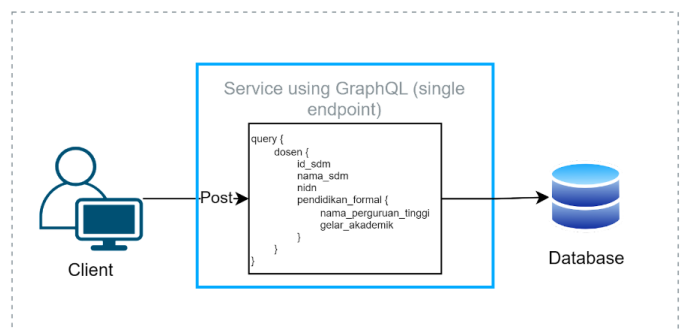 Service using GraphQL (single
endpoint)
query {
dosen {
id_sdm
nama_sdm
nidn
pendidikan_formal {
nama_perguruan_tinggi
gelar_akademik
}
}
}
Post
Client
Database